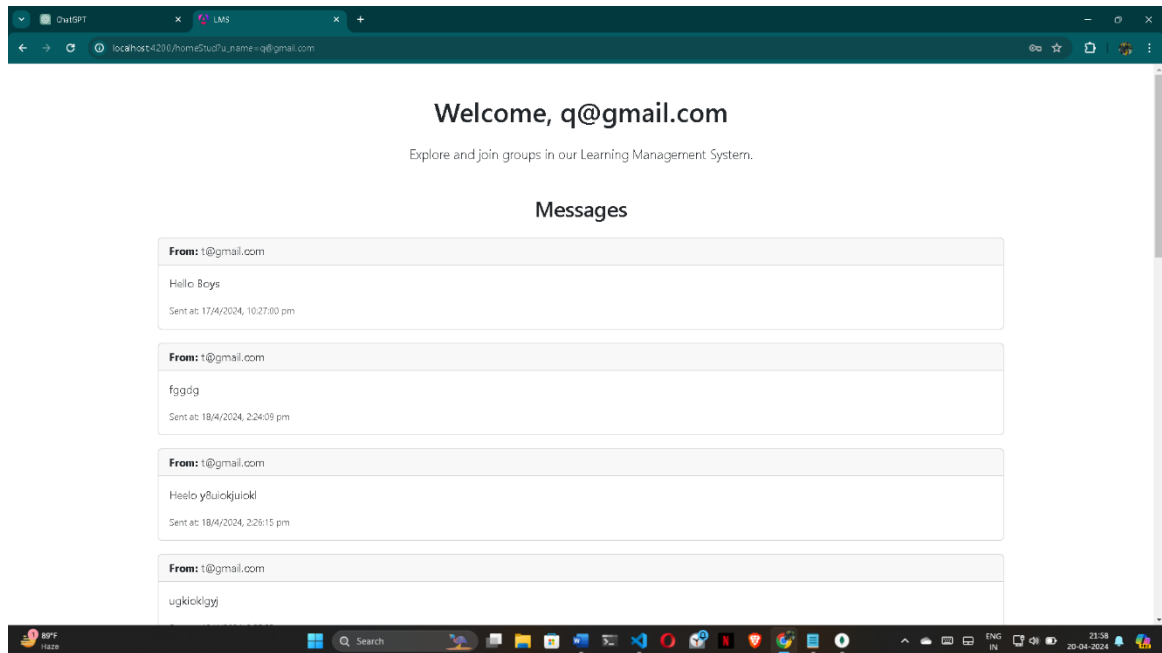 ChatGPT
LMS
localhost:4200/homeStud?u_name=q@gmail.com
Welcome, q@gmail.com
Explore and join groups in our Learning Management System.
Messages
From: t@gmail.com
Hello Boys
Sent at: 17/4/2024, 10:27:00 pm
From: t@gmail.com
fggdg
Sent at: 18/4/2024, 2:24:09 pm
From: t@gmail.com
Heelo y8uiokjuiokl
Sent at: 18/4/2024, 2:26:15 pm
From: t@gmail.com
ugkioklgyj
1
89°F
Haze
Search
ENG
IN
21:58
20-04-2024